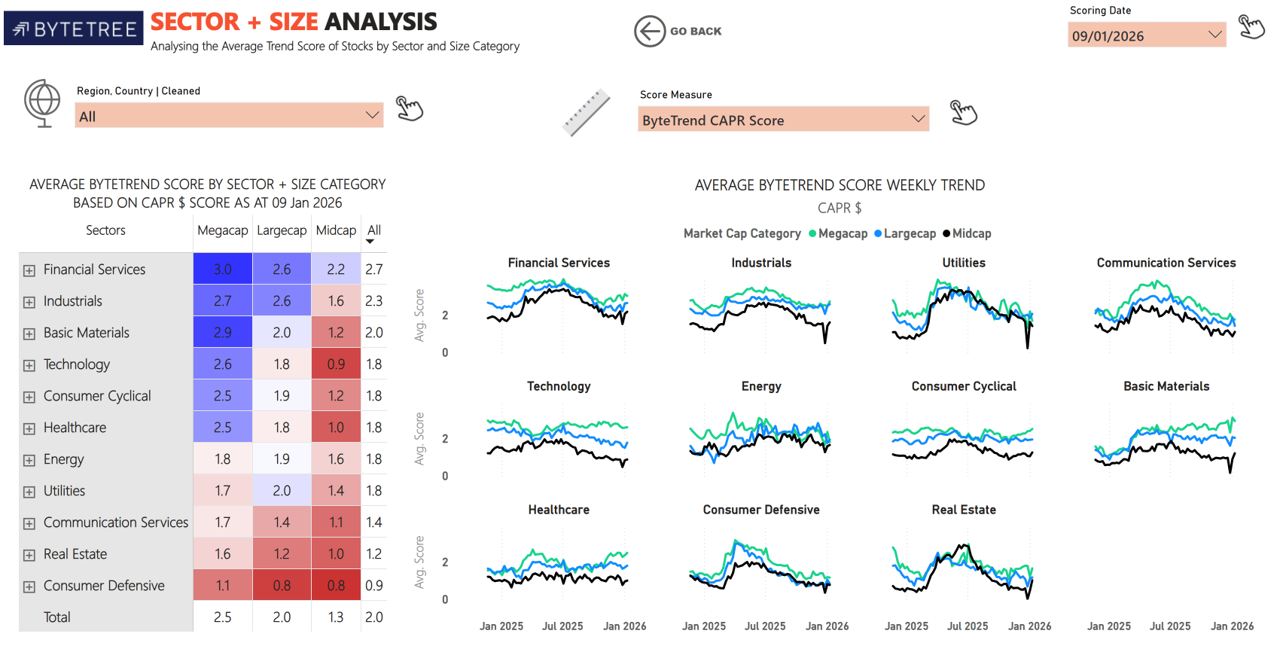 BYTETREE
SECTOR + SIZE ANALYSIS
Analysing the Average Trend Score of Stocks by Sector and Size Category
GO BACK
Scoring Date
09/01/2026
Region, Country | Cleaned
All
Score Measure
ByteTrend CAPR Score
AVERAGE BYTETREND SCORE BY SECTOR + SIZE CATEGORY
BASED ON CAPR $ SCORE AS AT 09 Jan 2026
Sectors Megacap Largecap Midcap All
Financial Services 3.0 2.6 2.2 2.7
Industrials 2.7 2.6 1.6 2.3
Basic Materials 2.9 2.0 1.2 2.0
Technology 2.6 1.8 0.9 1.8
Consumer Cyclical 2.5 1.9 1.2 1.8
Healthcare 2.5 1.8 1.0 1.8
Energy 1.8 1.9 1.6 1.8
Utilities 1.7 2.0 1.4 1.8
Communication Services 1.7 1.4 1.1 1.4
Real Estate 1.6 1.2 1.0 1.2
Consumer Defensive 1.1 0.8 0.8 0.9
Total 2.5 2.0 1.3 2.0
AVERAGE BYTETREND SCORE WEEKLY TREND
CAPR $
Market Cap Category Megacap Largecap Midcap
Financial Services Industrials Utilities Communication Services
Avg. Score
2
0
Technology Energy Consumer Cyclical Basic Materials
Avg. Score
2
0
Healthcare Consumer Defensive Real Estate
Avg. Score
2
0
Jan 2025 Jul 2025 Jan 2026 Jan 2025 Jul 2025 Jan 2026 Jan 2025 Jul 2025 Jan 2026 Jan 2025 Jul 2025 Jan 2026